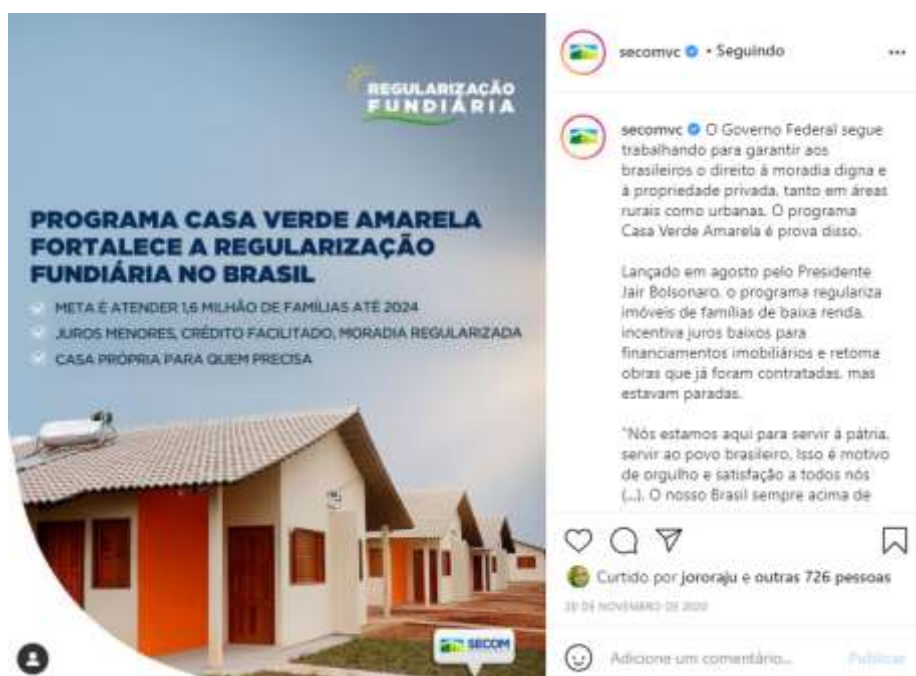 REGULARIZAÇÃO
FUNDIÁRIA
PROGRAMA CASA VERDE AMARELA
FORTALECE A REGULARIZAÇÃO
FUNDIÁRIA NO BRASIL
META É ATENDER 1,6 MILHÃO DE FAMÍLIAS ATÉ 2024
JUROS MENORES, CRÉDITO FACILITADO, MORADIA REGULARIZADA
CASA PRÓPRIA PARA QUEM PRECISA
SECOM
secomvc • Seguindo
secomvc O Governo Federal segue
trabalhando para garantir aos
brasileiros o direito à moradia digna e
à propriedade privada, tanto em áreas
rurais como urbanas. O programa
Casa Verde Amarela é prova disso.
Lançado em agosto pelo Presidente
Jair Bolsonaro, o programa regulariza
imóveis de famílias de baixa renda,
incentiva juros baixos para
financiamentos imobiliários e retoma
obras que já foram contratadas, mas
estavam paradas.
"Nós estamos aqui para servir à pátria,
servir ao povo brasileiro. Isso é motivo
de orgulho e satisfação a todos nós
(...). O nosso Brasil sempre acima de
Curtido por jororaju e outras 726 pessoas
DE NOVEMBRO DE 2020
Adicione um comentário...
Publicar